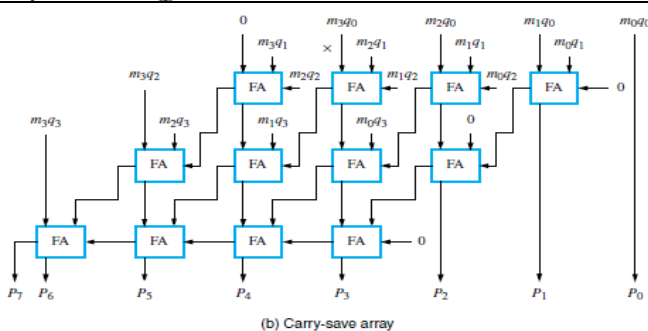 0 m3q0 m2q0 m1q0 m0q0
m3q1 × m2q1 m1q1 m0q1
m3q2 FA m2q2 FA m1q2 FA m0q2 FA 0
m3q3 m2q3 m1q3 m0q3 0
FA FA FA FA
FA FA FA FA 0
P7 P6 P5 P4 P3 P2 P1 P0
(b) Carry-save array